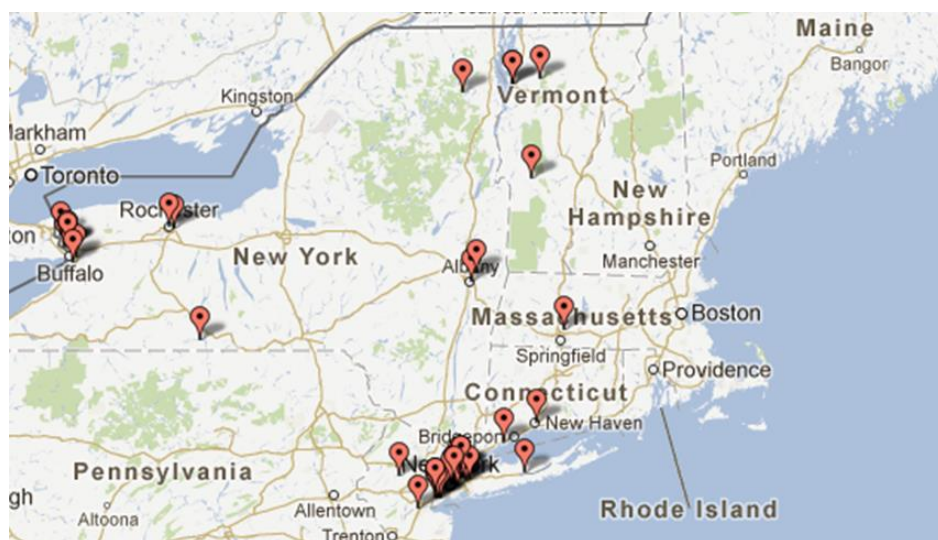 Maine
Bangor
Vermont
Kingston
Markham
Toronto
Portland
New
Hampshire
Rochester
Buffalo
New York
Albany
Manchester
Massachusetts
Boston
Springfield
Providence
Connecticut
New Haven
Bridgeport
New York
Pennsylvania
Allentown
Altoona
Trenton
Rhode Island